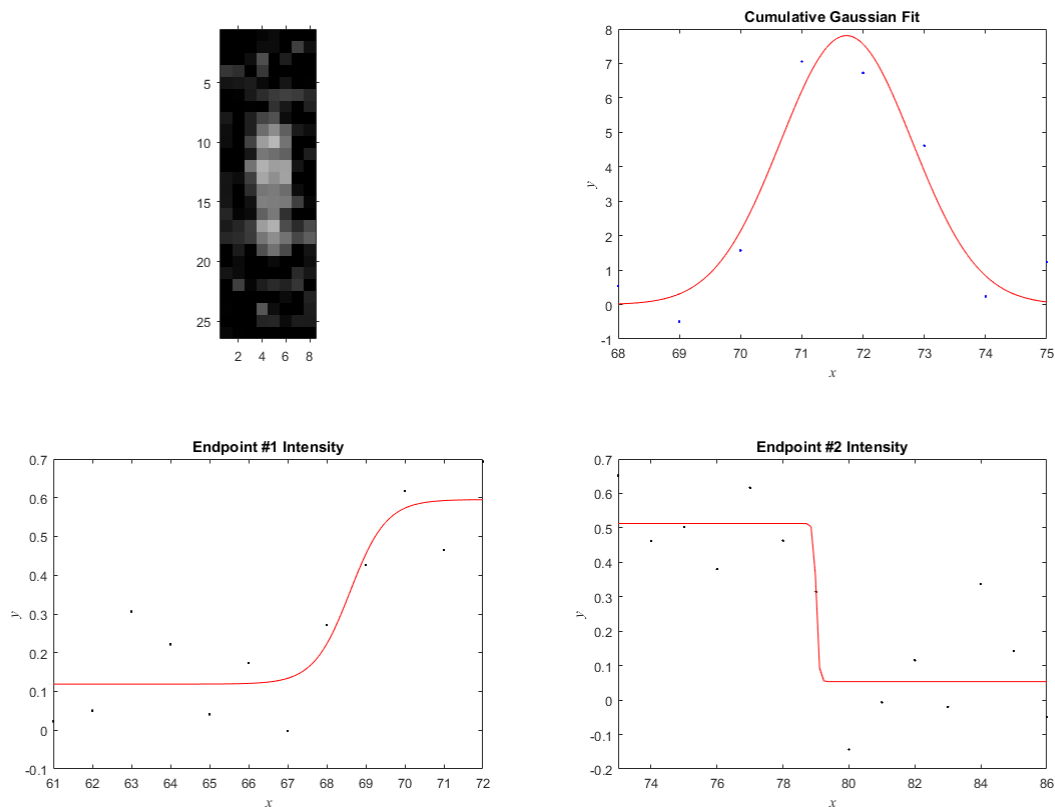 5
10
15
20
25
2 4 6 8
Cumulative Gaussian Fit
8
7
6
5
4
3
2
1
0
-1
y
68 69 70 71 72 73 74 75
x
Endpoint #1 Intensity
0.7
0.6
0.5
0.4
0.3
0.2
0.1
0
-0.1
y
61 62 63 64 65 66 67 68 69 70 71 72
x
Endpoint #2 Intensity
0.7
0.6
0.5
0.4
0.3
0.2
0.1
0
-0.1
-0.2
y
74 76 78 80 82 84 86
x